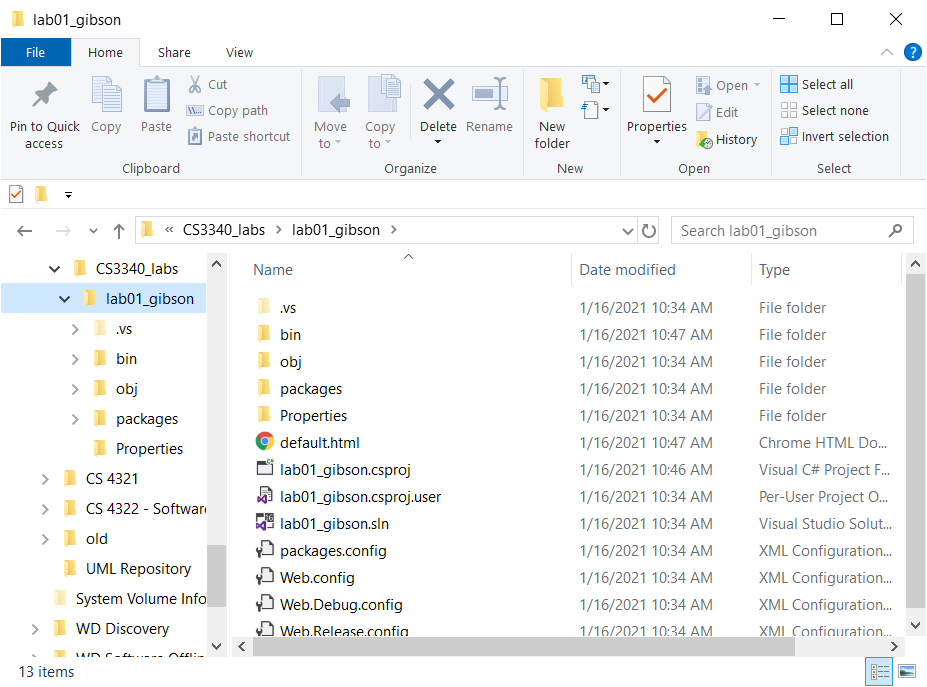 lab01_gibson
File Home Share View
Pin to Quick access
Copy
Paste
Cut
Copy path
Paste shortcut
Clipboard
Move to
Copy to
Delete
Rename
Organize
New folder
New
Properties
Open
Edit
History
Open
Select all
Select none
Invert selection
Select
« CS3340_labs > lab01_gibson >
Search lab01_gibson
CS3340_labs
lab01_gibson
.vs
bin
obj
packages
Properties
CS 4321
CS 4322 - Software
old
UML Repository
System Volume Info
WD Discovery
WD Software Offlin
Name Date modified Type
.vs 1/16/2021 10:34 AM File folder
bin 1/16/2021 10:47 AM File folder
obj 1/16/2021 10:34 AM File folder
packages 1/16/2021 10:34 AM File folder
Properties 1/16/2021 10:34 AM File folder
default.html 1/16/2021 10:47 AM Chrome HTML Do...
lab01_gibson.csproj 1/16/2021 10:46 AM Visual C# Project F...
lab01_gibson.csproj.user 1/16/2021 10:34 AM Per-User Project O...
lab01_gibson.sln 1/16/2021 10:34 AM Visual Studio Solut...
packages.config 1/16/2021 10:34 AM XML Configuration...
Web.config 1/16/2021 10:34 AM XML Configuration...
Web.Debug.config 1/16/2021 10:34 AM XML Configuration...
Web.Release.config 1/16/2021 10:34 AM XML Configuration...
13 items